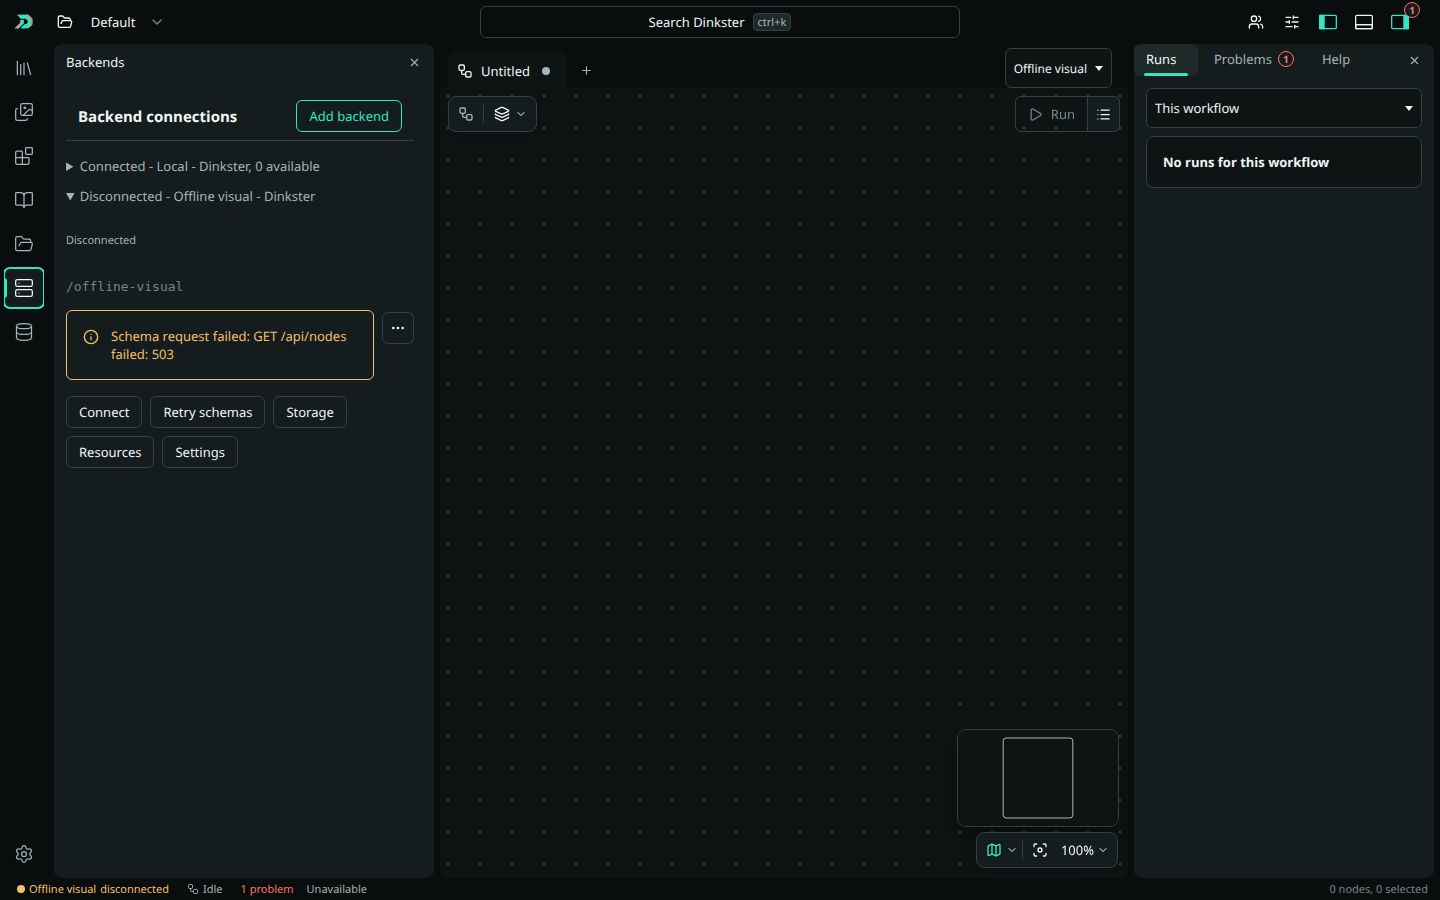 Default
Search Dinkster ctrl+k
1
Backends
Backend connections
Add backend
Connected - Local - Dinkster, 0 available
Disconnected - Offline visual - Dinkster
Disconnected
/offline-visual
Schema request failed: GET /api/nodes
failed: 503
Connect
Retry schemas
Storage
Resources
Settings
Untitled
Offline visual
Run
100%
Runs
Problems 1
Help
This workflow
No runs for this workflow
Offline visual disconnected
Idle
1 problem
Unavailable
0 nodes, 0 selected